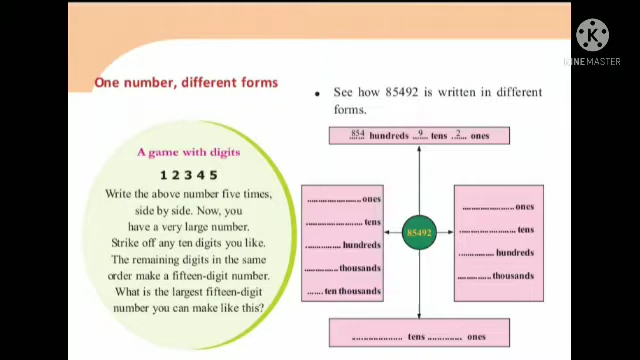 K
KINEMASTER
One number, different forms
A game with digits
1 2 3 4 5
Write the above number five times,
side by side. Now, you
have a very large number.
Strike off any ten digits you like.
The remaining digits in the same
order make a fifteen-digit number.
What is the largest fifteen-digit
number you can make like this?
• See how 85492 is written in different
forms.
...854... hundreds ...9... tens ...2... ones
........................ ones
......................... tens
................ hundreds
............... thousands
....... ten thousands
85492
....................... ones
......................... tens
................ hundreds
............... thousands
...................... tens ............... ones